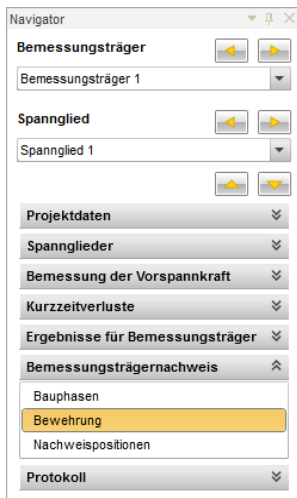 Navigator
Bemessungsträger
Bemessungsträger 1
Spannglied
Spannglied 1
Projektdaten
Spannglieder
Bemessung der Vorspannkraft
Kurzzeitverluste
Ergebnisse für Bemessungsträger
Bemessungsträgernachweis
Bauphasen
Bewehrung
Nachweispositionen
Protokoll